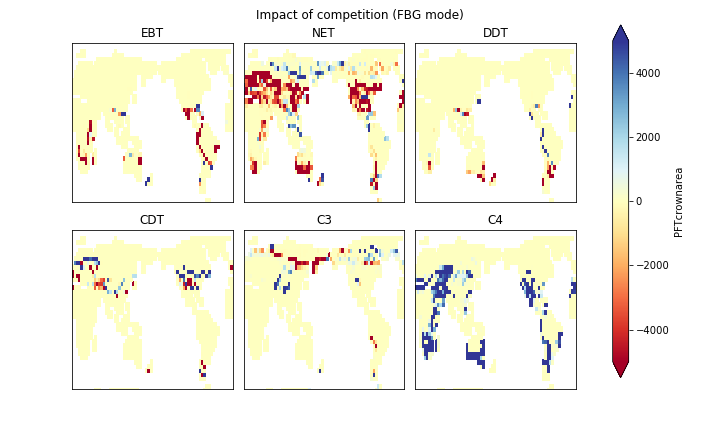 Impact of competition (FBG mode)
EBT NET DDT
CDT C3 C4
4000
2000
0
−2000
−4000
PFTcrownarea